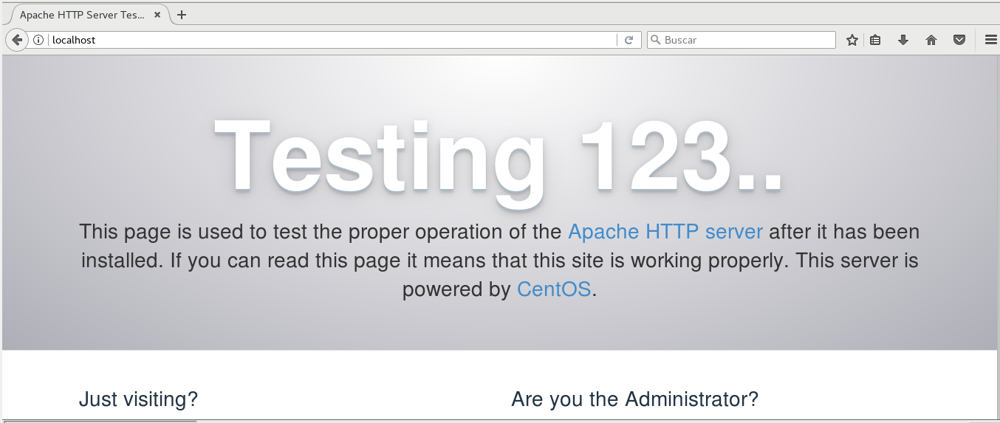 Apache HTTP Server Tes...
localhost
Buscar
Testing 123..
This page is used to test the proper operation of the Apache HTTP server after it has been
installed. If you can read this page it means that this site is working properly. This server is
powered by CentOS.
Just visiting?
Are you the Administrator?